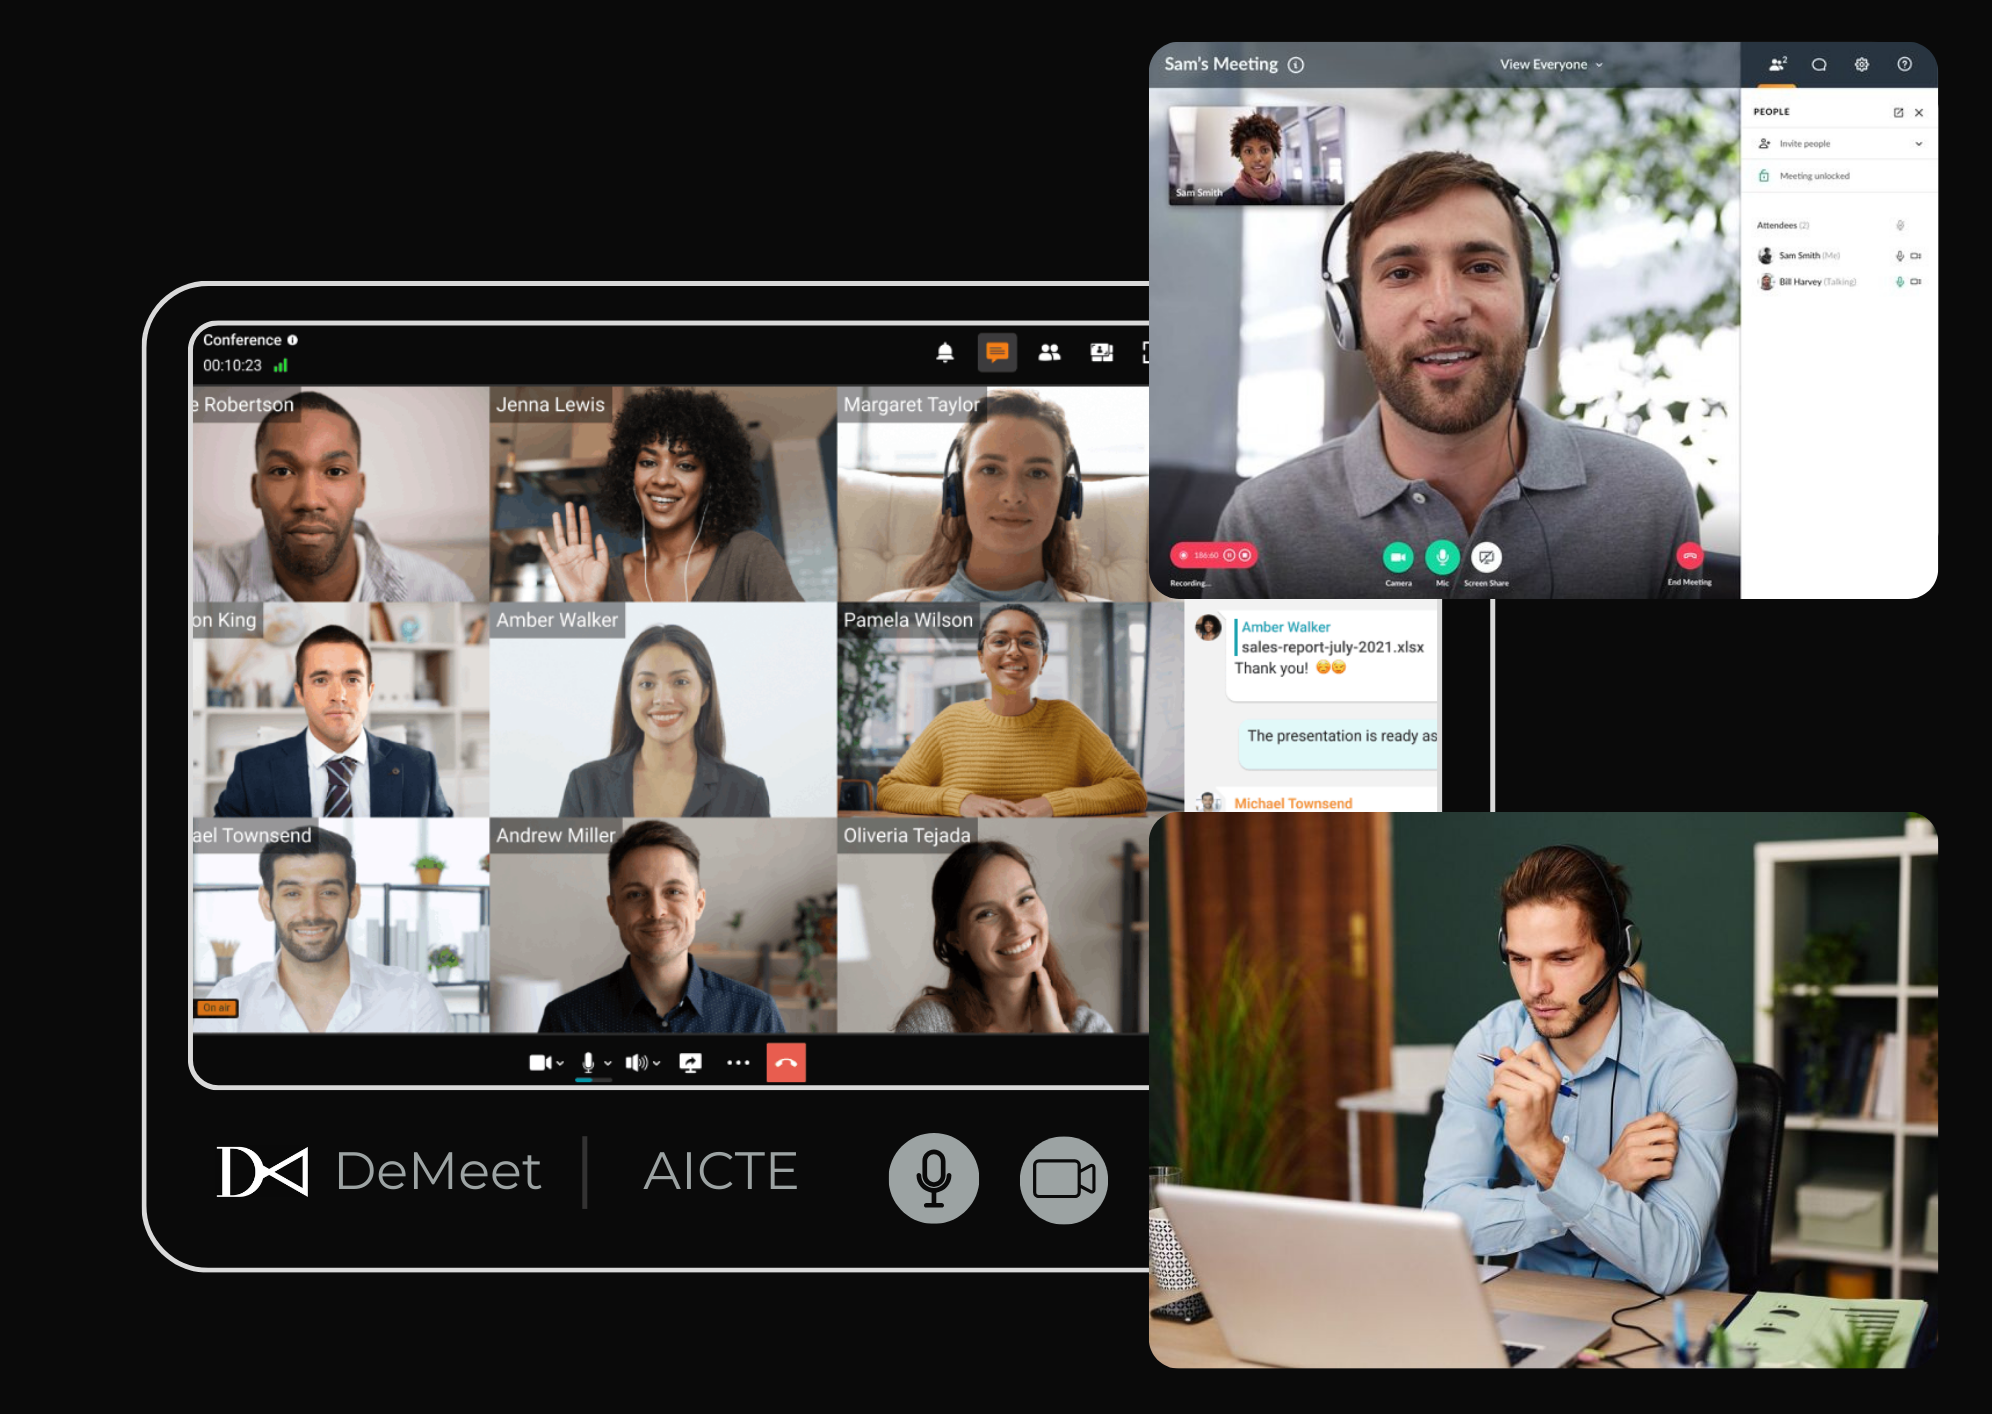 Sam's Meeting
View Everyone
2
Sam Smith
PEOPLE
Invite people
Meeting unlocked
Attendees (2)
Sam Smith (Me)
Bill Harvey (Talking)
186:60
Recording...
Camera
Mic
Screen Share
End Meeting
Conference
00:10:23
e Robertson
Jenna Lewis
Margaret Taylor
on King
Amber Walker
Pamela Wilson
ael Townsend
Andrew Miller
Oliveria Tejada
On air
Amber Walker
sales-report-july-2021.xlsx
Thank you! 😊😉
The presentation is ready as
Michael Townsend
DeMeet
AICTE